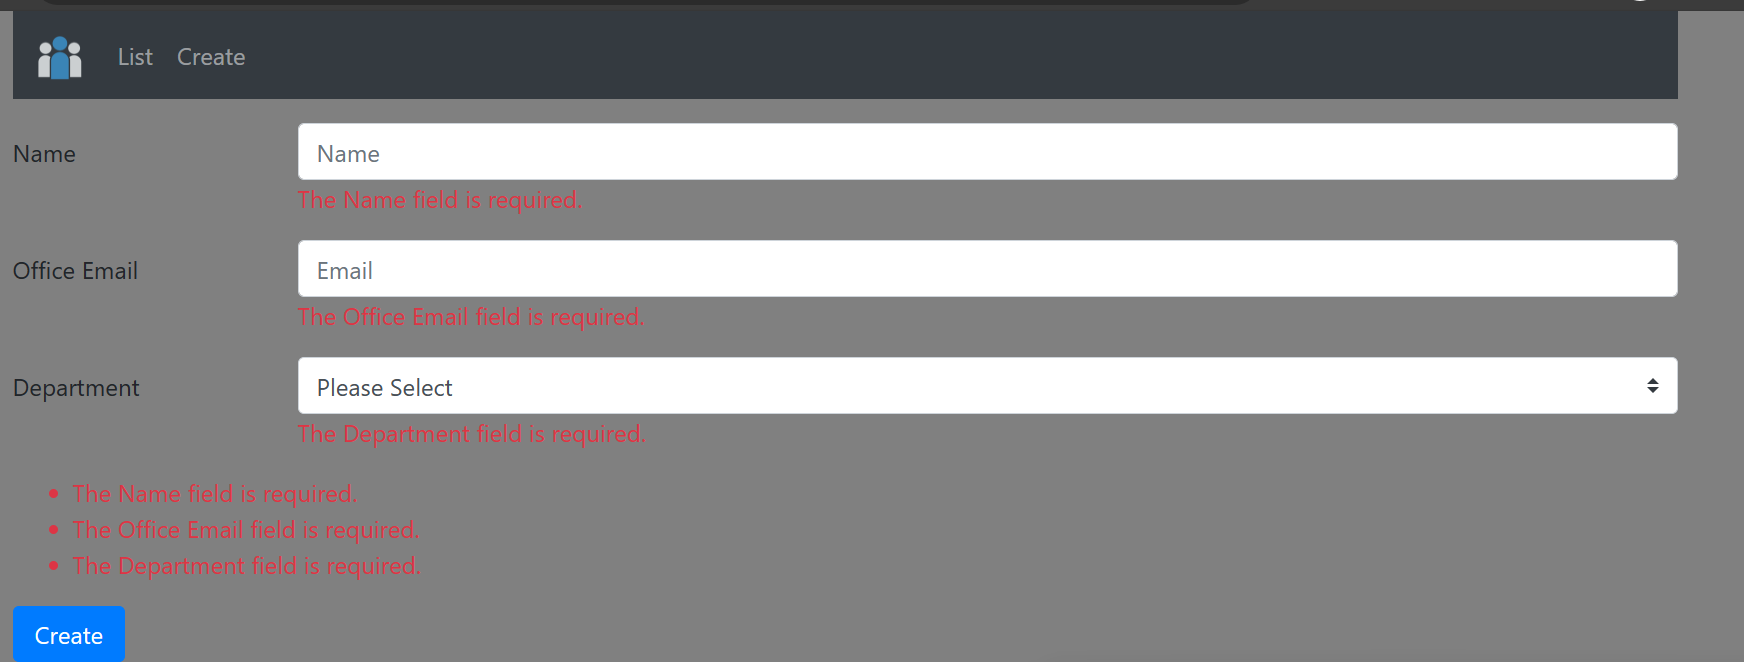 List Create
Name
Name
The Name field is required.
Office Email
Email
The Office Email field is required.
Department
Please Select
The Department field is required.
The Name field is required.
The Office Email field is required.
The Department field is required.
Create